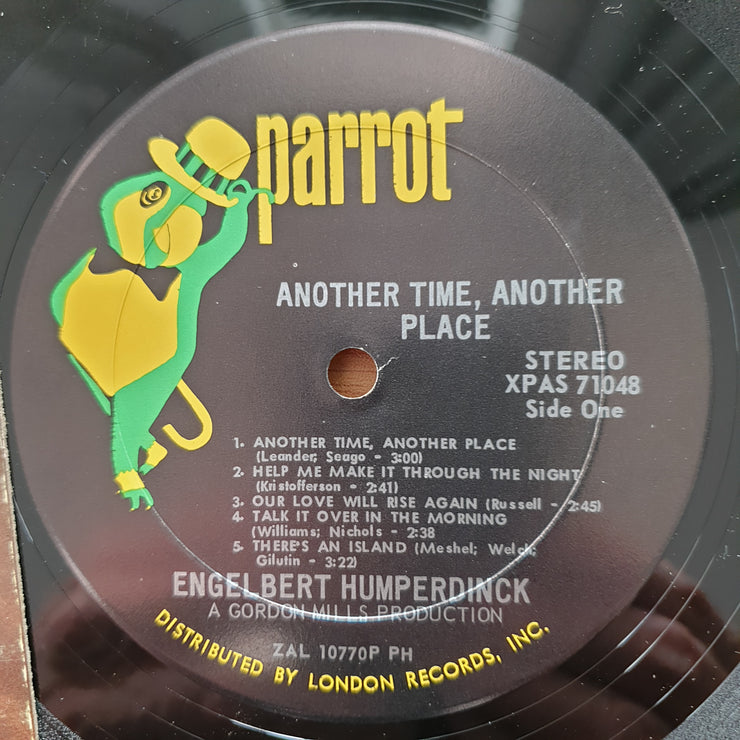 parrot
ANOTHER TIME, ANOTHER
PLACE
STEREO
XPAS 71048
Side One
1. ANOTHER TIME, ANOTHER PLACE
(Leander; Seago - 3:00)
2. HELP ME MAKE IT THROUGH THE NIGHT
(Kristofferson - 2:41)
3. OUR LOVE WILL RISE AGAIN (Russell - 2:45)
4. TALK IT OVER IN THE MORNING
(Williams; Nichols - 2:38
5. THERE'S AN ISLAND (Meshel; Welch;
Gilutin - 3:22)
ENGELBERT HUMPERDINCK
A GORDON MILLS PRODUCTION
ZAL 10770P PH
DISTRIBUTED BY LONDON RECORDS, INC.